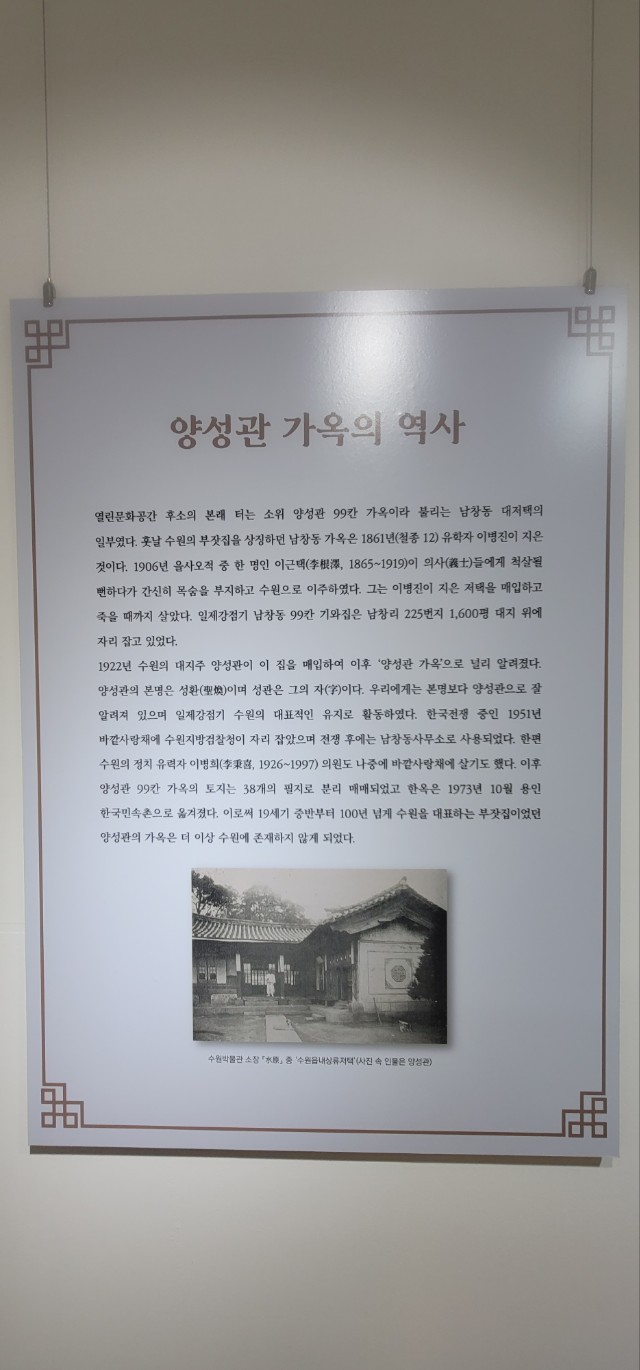 양성관 가옥의 역사
열린문화공간 후소의 본래 터는 소위 양성관 99칸 가옥이라 불리는 남창동 대저택의
일부였다. 훗날 수원의 부잣집을 상징하던 남창동 가옥은 1861년(철종 12) 유학자 이병진이 지은
것이다. 1906년 을사오적 중 한 명인 이근택(李根澤, 1865~1919)이 의사(義士)들에게 척살될
뻔하다가 간신히 목숨을 부지하고 수원으로 이주하였다. 그는 이병진이 지은 저택을 매입하고
죽을 때까지 살았다. 일제강점기 남창동 99칸 기와집은 남창리 225번지 1,600평 대지 위에
자리 잡고 있었다.
1922년 수원의 대지주 양성관이 이 집을 매입하여 이후 '양성관 가옥'으로 널리 알려졌다.
양성관의 본명은 성환(聖煥)이며 성관은 그의 자(字)이다. 우리에게는 본명보다 양성관으로 잘
알려져 있으며 일제강점기 수원의 대표적인 유지로 활동하였다. 한국전쟁 중인 1951년
바깥사랑채에 수원지방검찰청이 자리 잡았으며 전쟁 후에는 남창동사무소로 사용되었다. 한편
수원의 정치 유력자 이병희(李秉喜, 1926~1997) 의원도 나중에 바깥사랑채에 살기도 했다. 이후
양성관 99칸 가옥의 토지는 38개의 필지로 분리 매매되었고 한옥은 1973년 10월 용인
한국민속촌으로 옮겨졌다. 이로써 19세기 중반부터 100년 넘게 수원을 대표하는 부잣집이었던
양성관의 가옥은 더 이상 수원에 존재하지 않게 되었다.
수원박물관 소장 「水原」 중 '수원읍내상류저택'(사진 속 인물은 양성관)